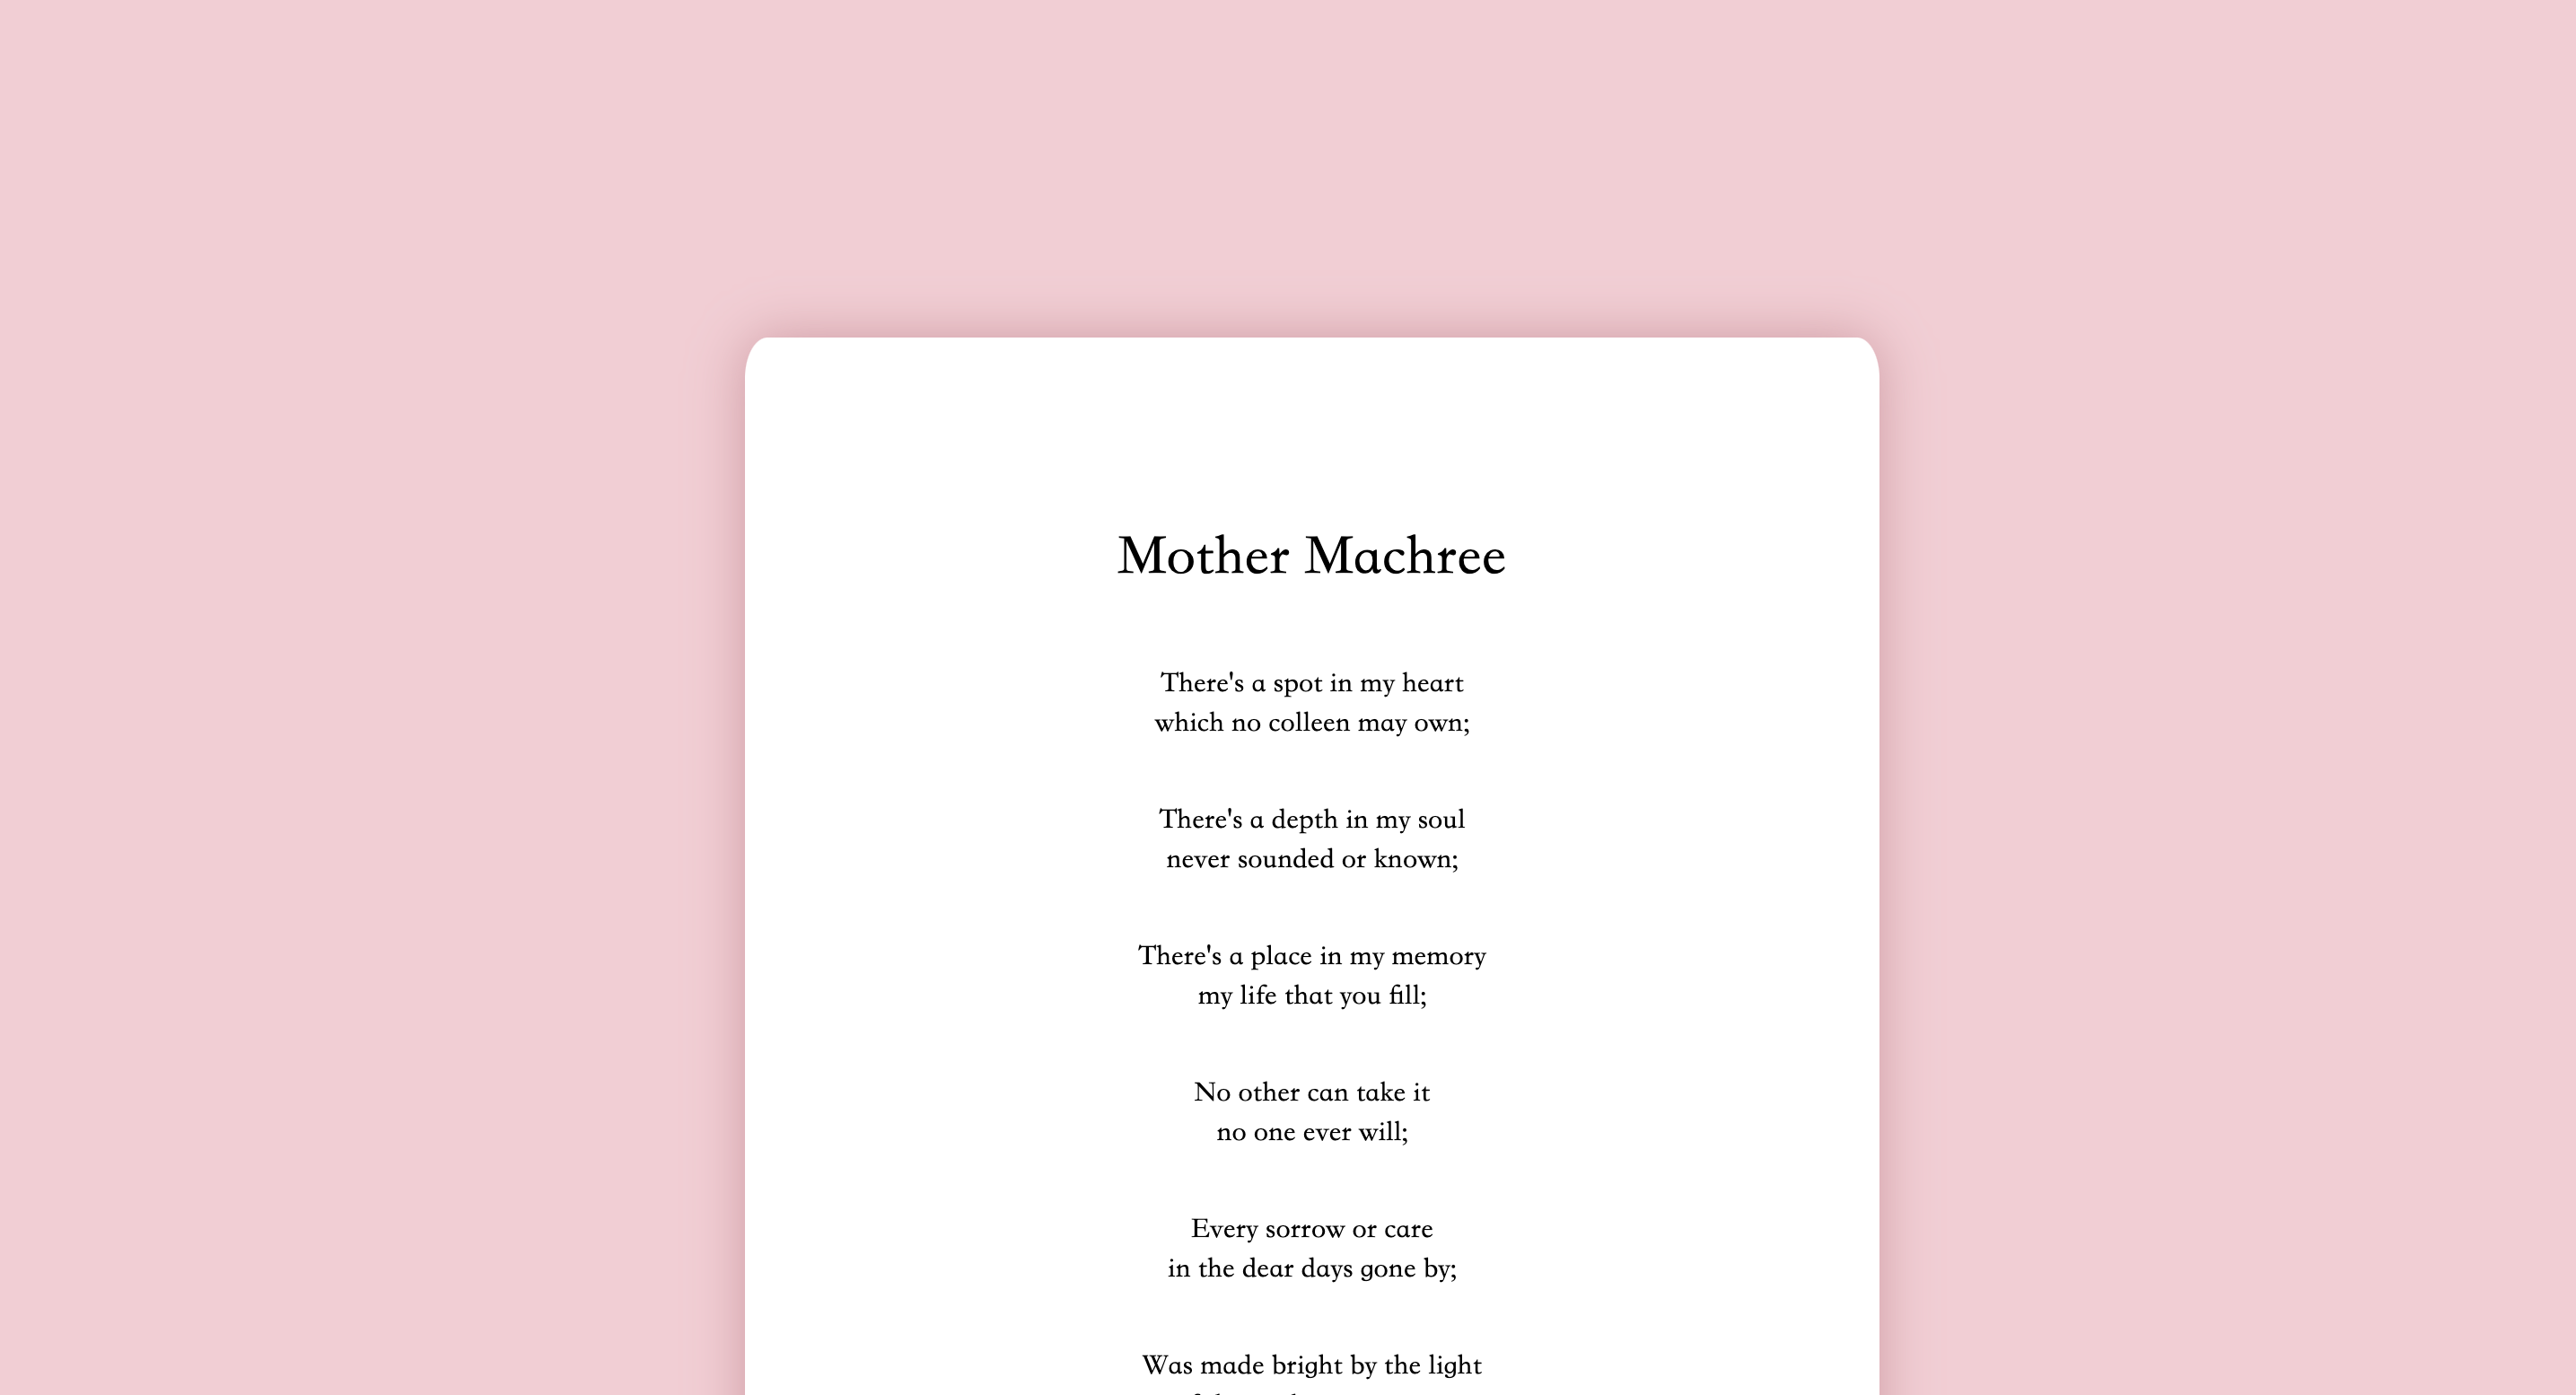 Mother Machree
There's a spot in my heart
which no colleen may own;
There's a depth in my soul
never sounded or known;
There's a place in my memory
my life that you fill;
No other can take it
no one ever will;
Every sorrow or care
in the dear days gone by;
Was made bright by the light